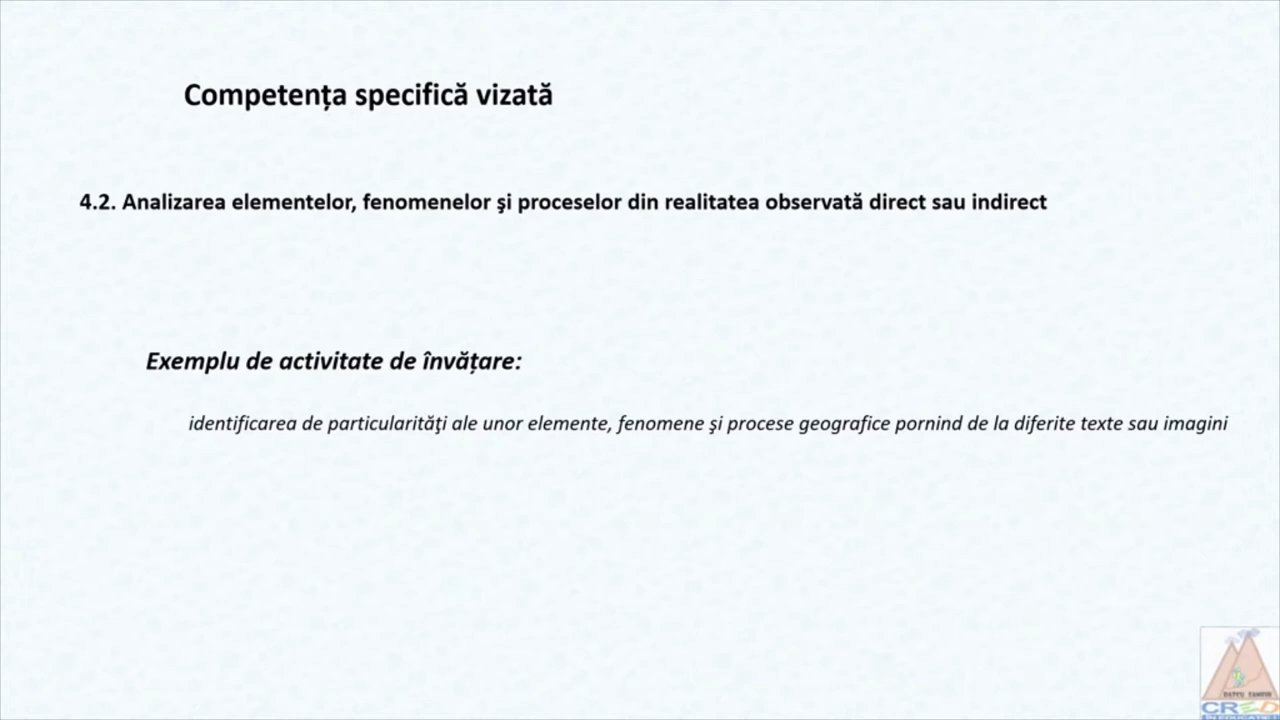 Competența specifică vizată
4.2. Analizarea elementelor, fenomenelor şi proceselor din realitatea observată direct sau indirect
Exemplu de activitate de învățare:
identificarea de particularităţi ale unor elemente, fenomene şi procese geografice pornind de la diferite texte sau imagini
CRED